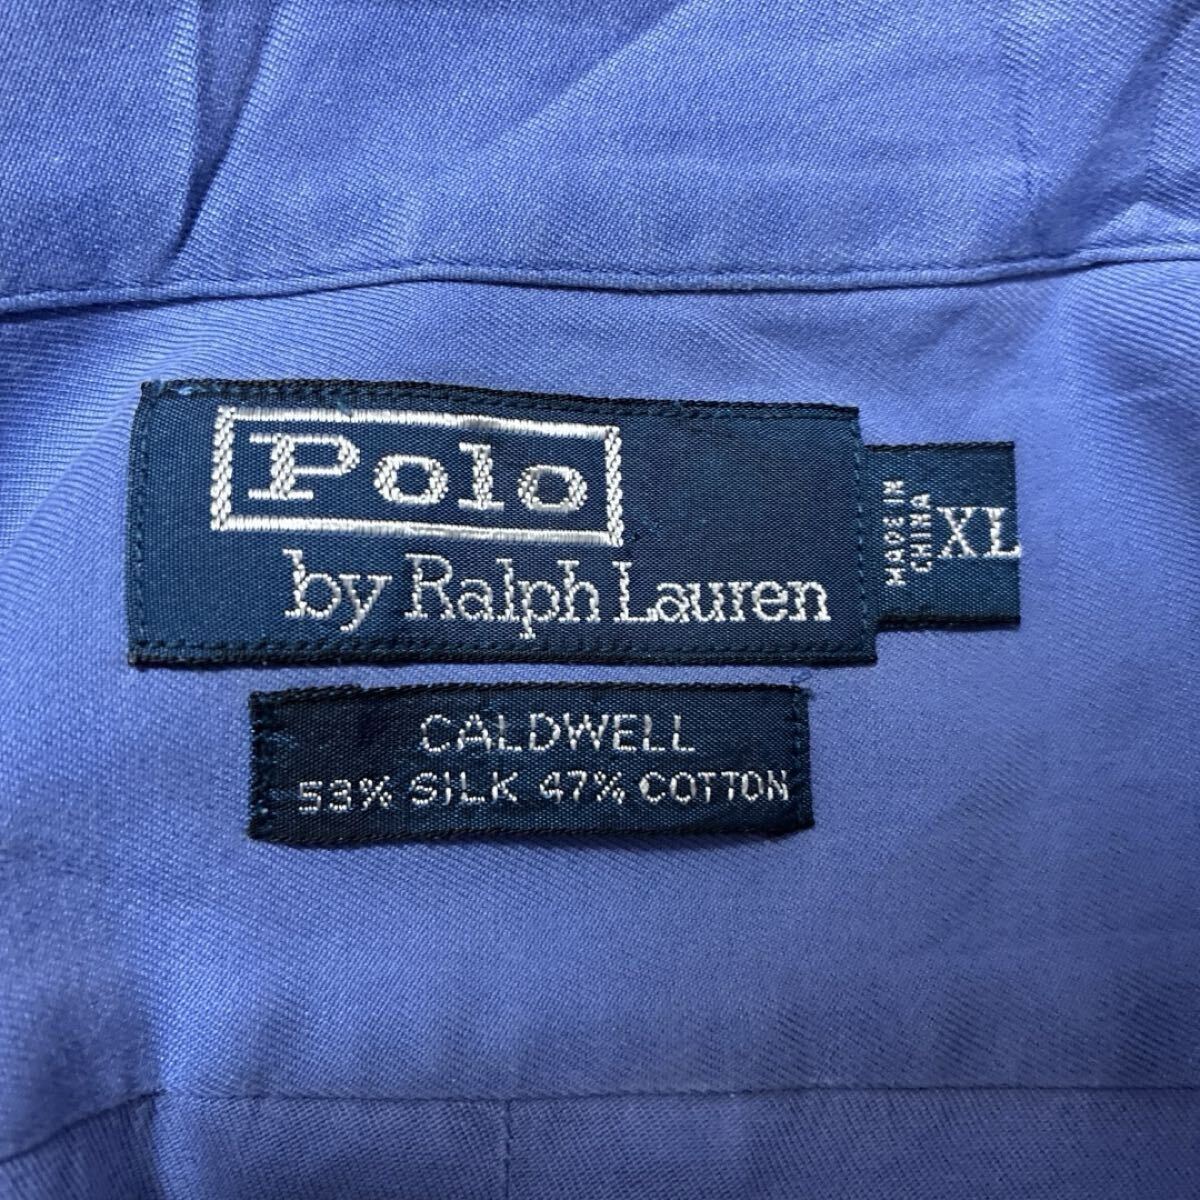 Polo
by Ralph Lauren
MADE IN
CHINA
XL
CALDWELL
53% SILK 47% COTTON